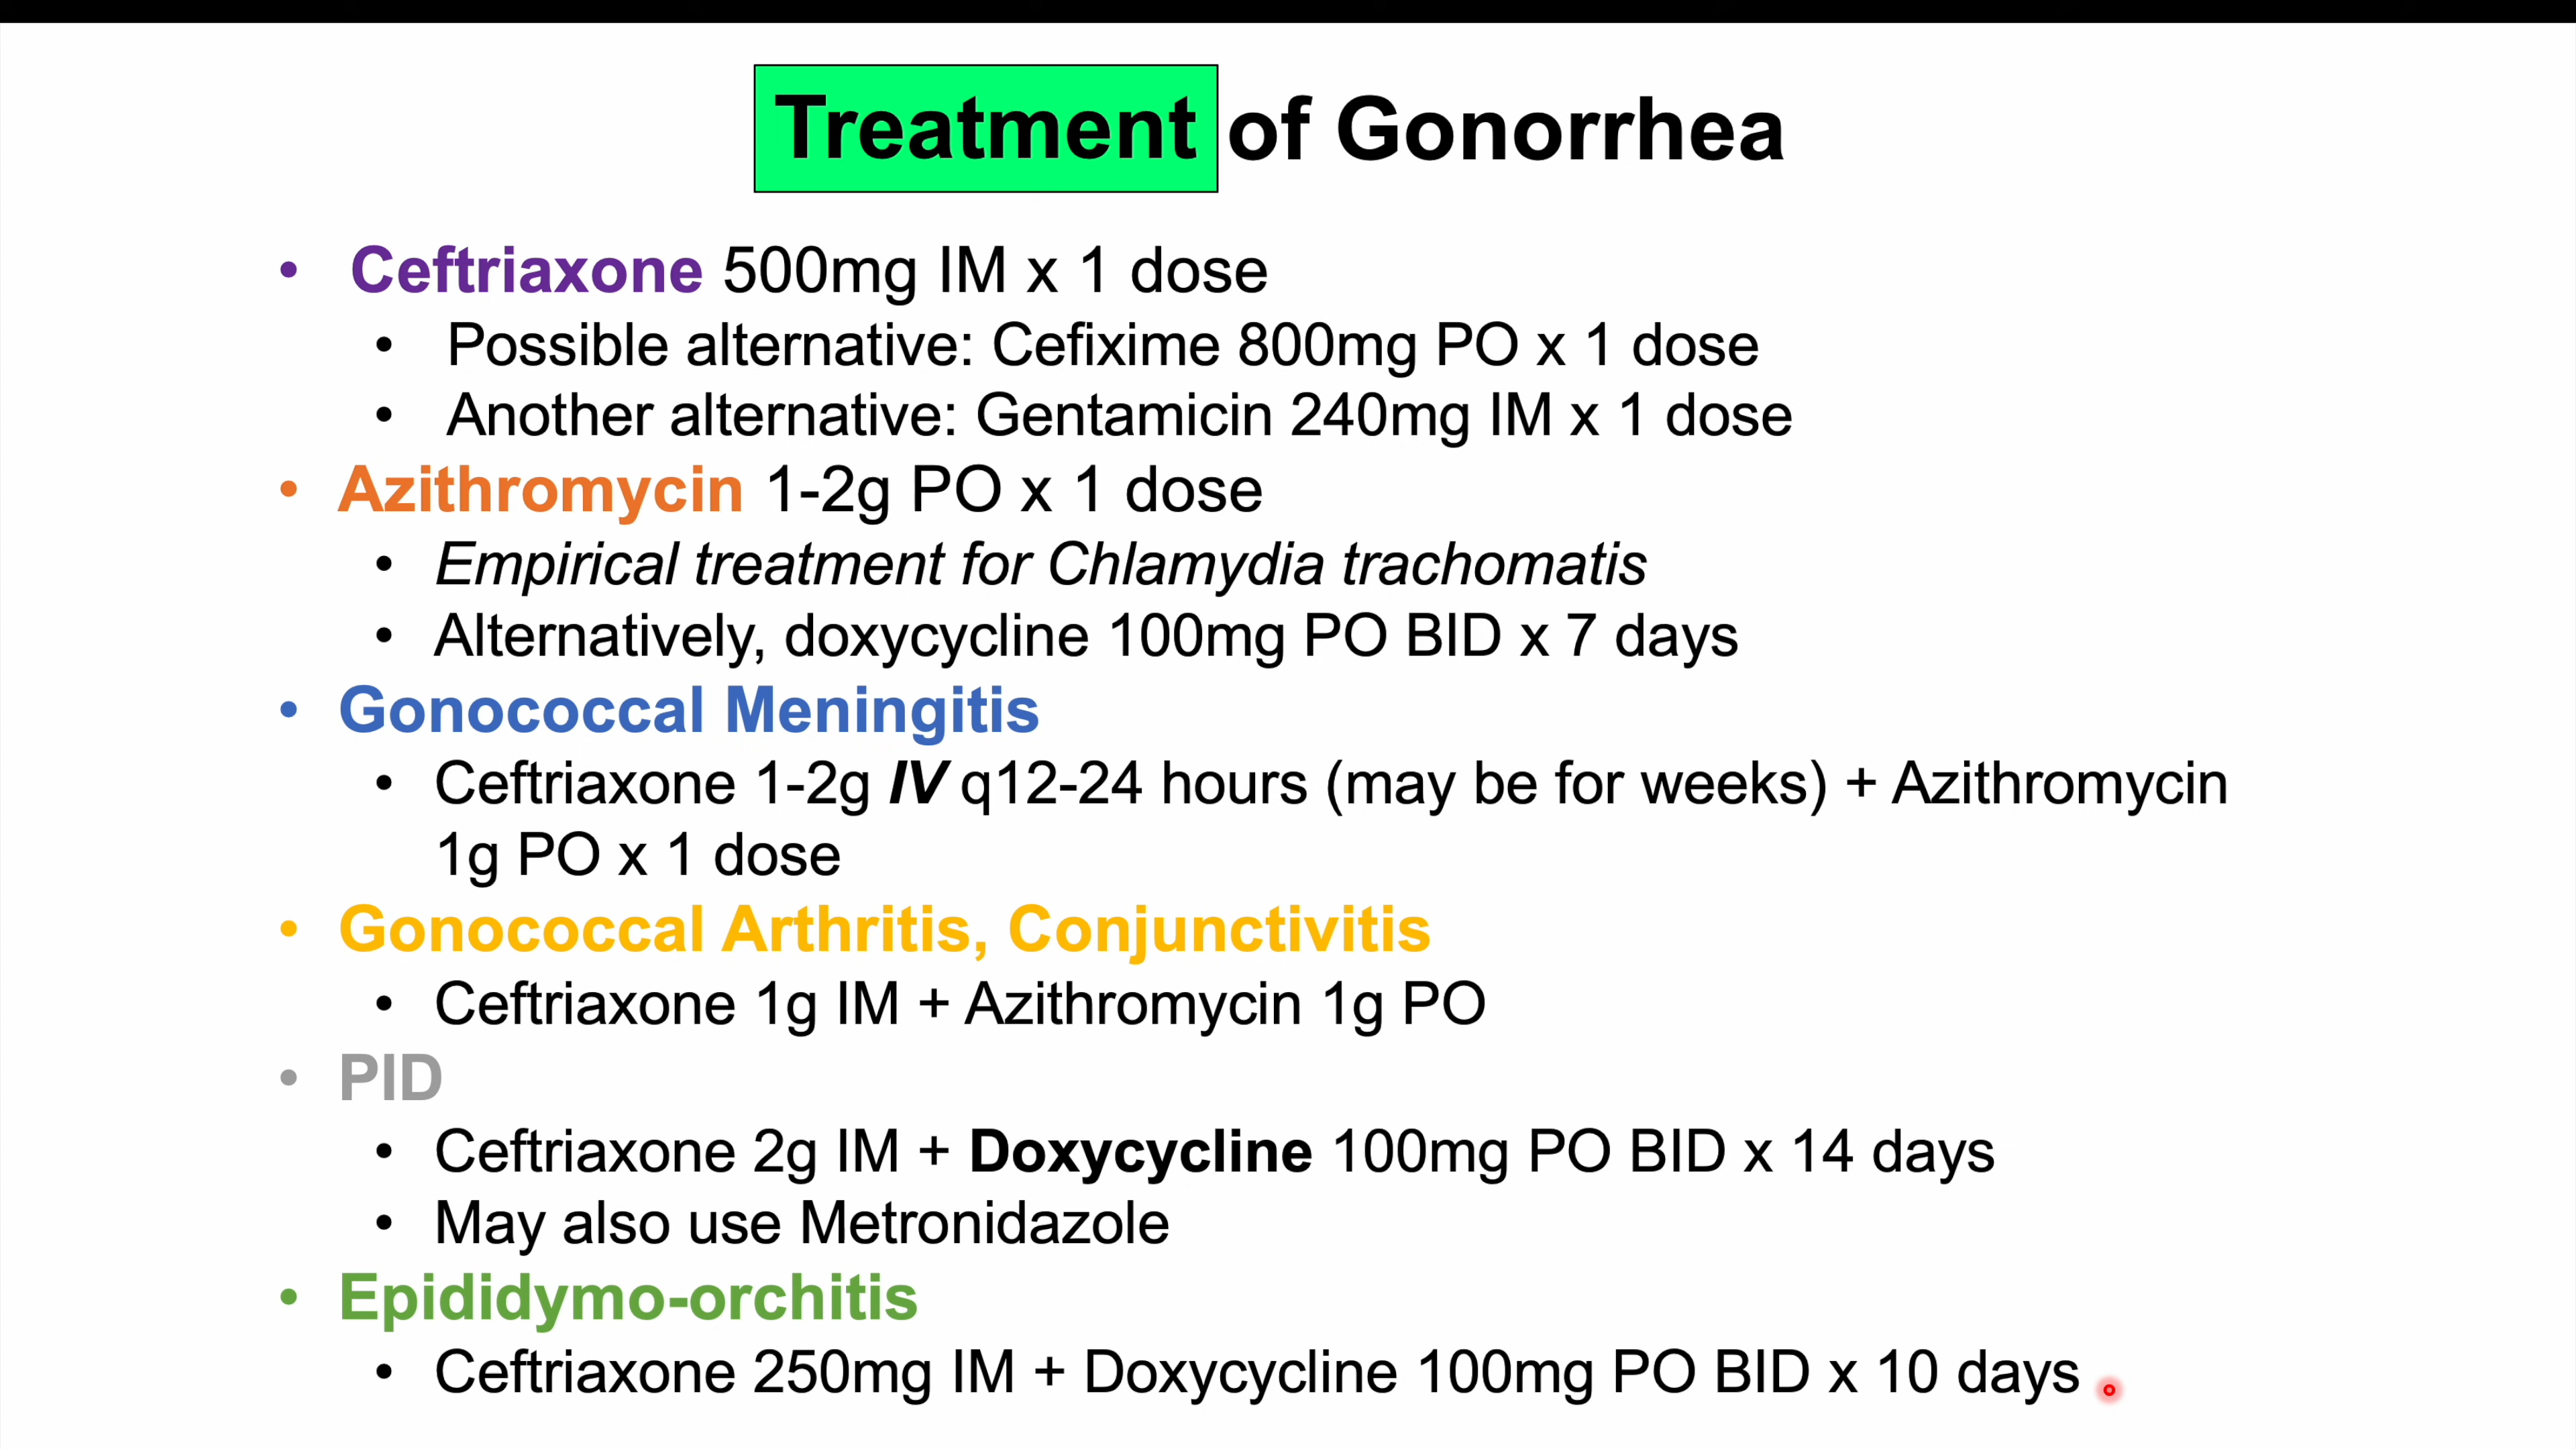 Treatment of Gonorrhea
• Ceftriaxone 500mg IM x 1 dose
• Possible alternative: Cefixime 800mg PO x 1 dose
• Another alternative: Gentamicin 240mg IM x 1 dose
• Azithromycin 1-2g PO x 1 dose
• Empirical treatment for Chlamydia trachomatis
• Alternatively, doxycycline 100mg PO BID x 7 days
• Gonococcal Meningitis
• Ceftriaxone 1-2g IV q12-24 hours (may be for weeks) + Azithromycin
1g PO x 1 dose
• Gonococcal Arthritis, Conjunctivitis
• Ceftriaxone 1g IM + Azithromycin 1g PO
• PID
• Ceftriaxone 2g IM + Doxycycline 100mg PO BID x 14 days
• May also use Metronidazole
• Epididymo-orchitis
• Ceftriaxone 250mg IM + Doxycycline 100mg PO BID x 10 days